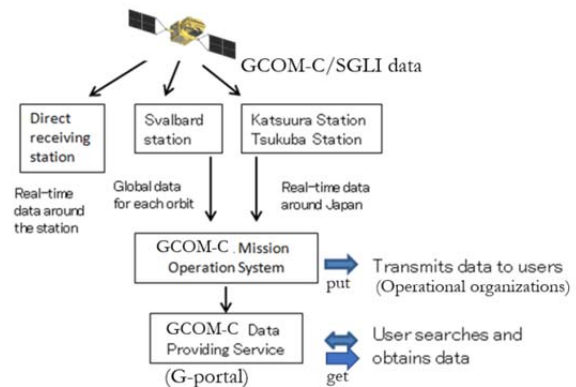 GCOM-C/SGLI data
Direct
receiving
station
Svalbard
station
Katsuura Station
Tsukuba Station
Real-time
data around
the station
Global data
for each orbit
Real-time data
around Japan
GCOM-C . Mission
Operation System
put
Transmits data to users
(Operational organizations)
GCOM-C Data
Providing Service
(G-portal)
get
User searches and
obtains data